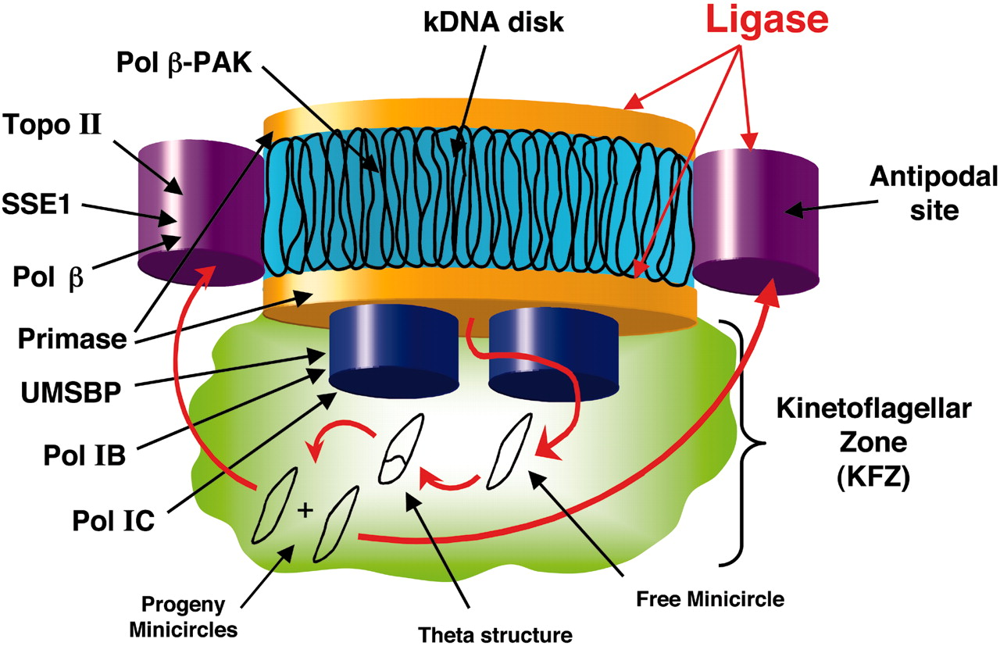 kDNA disk
Ligase
Pol β-PAK
Topo II
SSE1
Pol β
Primase
UMSBP
Pol IB
Pol IC
Antipodal
site
Kinetoflagellar
Zone
(KFZ)
+
Progeny
Minicircles
Theta structure
Free Minicircle